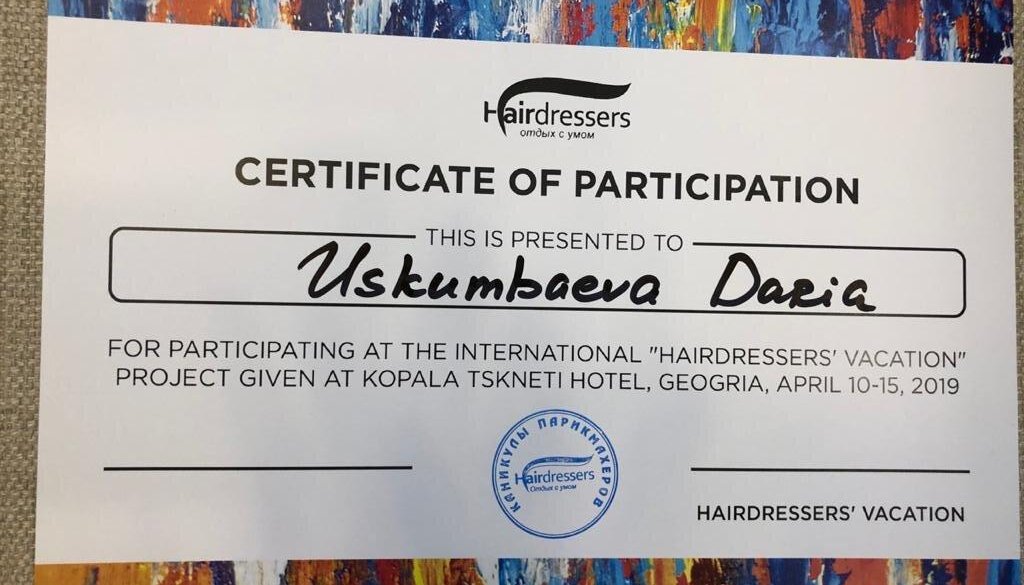 Hairdressers
отдых с умом
CERTIFICATE OF PARTICIPATION
THIS IS PRESENTED TO
Uskumbaeva Daria
FOR PARTICIPATING AT THE INTERNATIONAL "HAIRDRESSERS' VACATION"
PROJECT GIVEN AT KOPALA TSKNETI HOTEL, GEOGRIA, APRIL 10-15, 2019
КАНИКУЛЫ ПАРИКМАХЕРОВ
Hairdressers
Отдых с умом
HAIRDRESSERS' VACATION